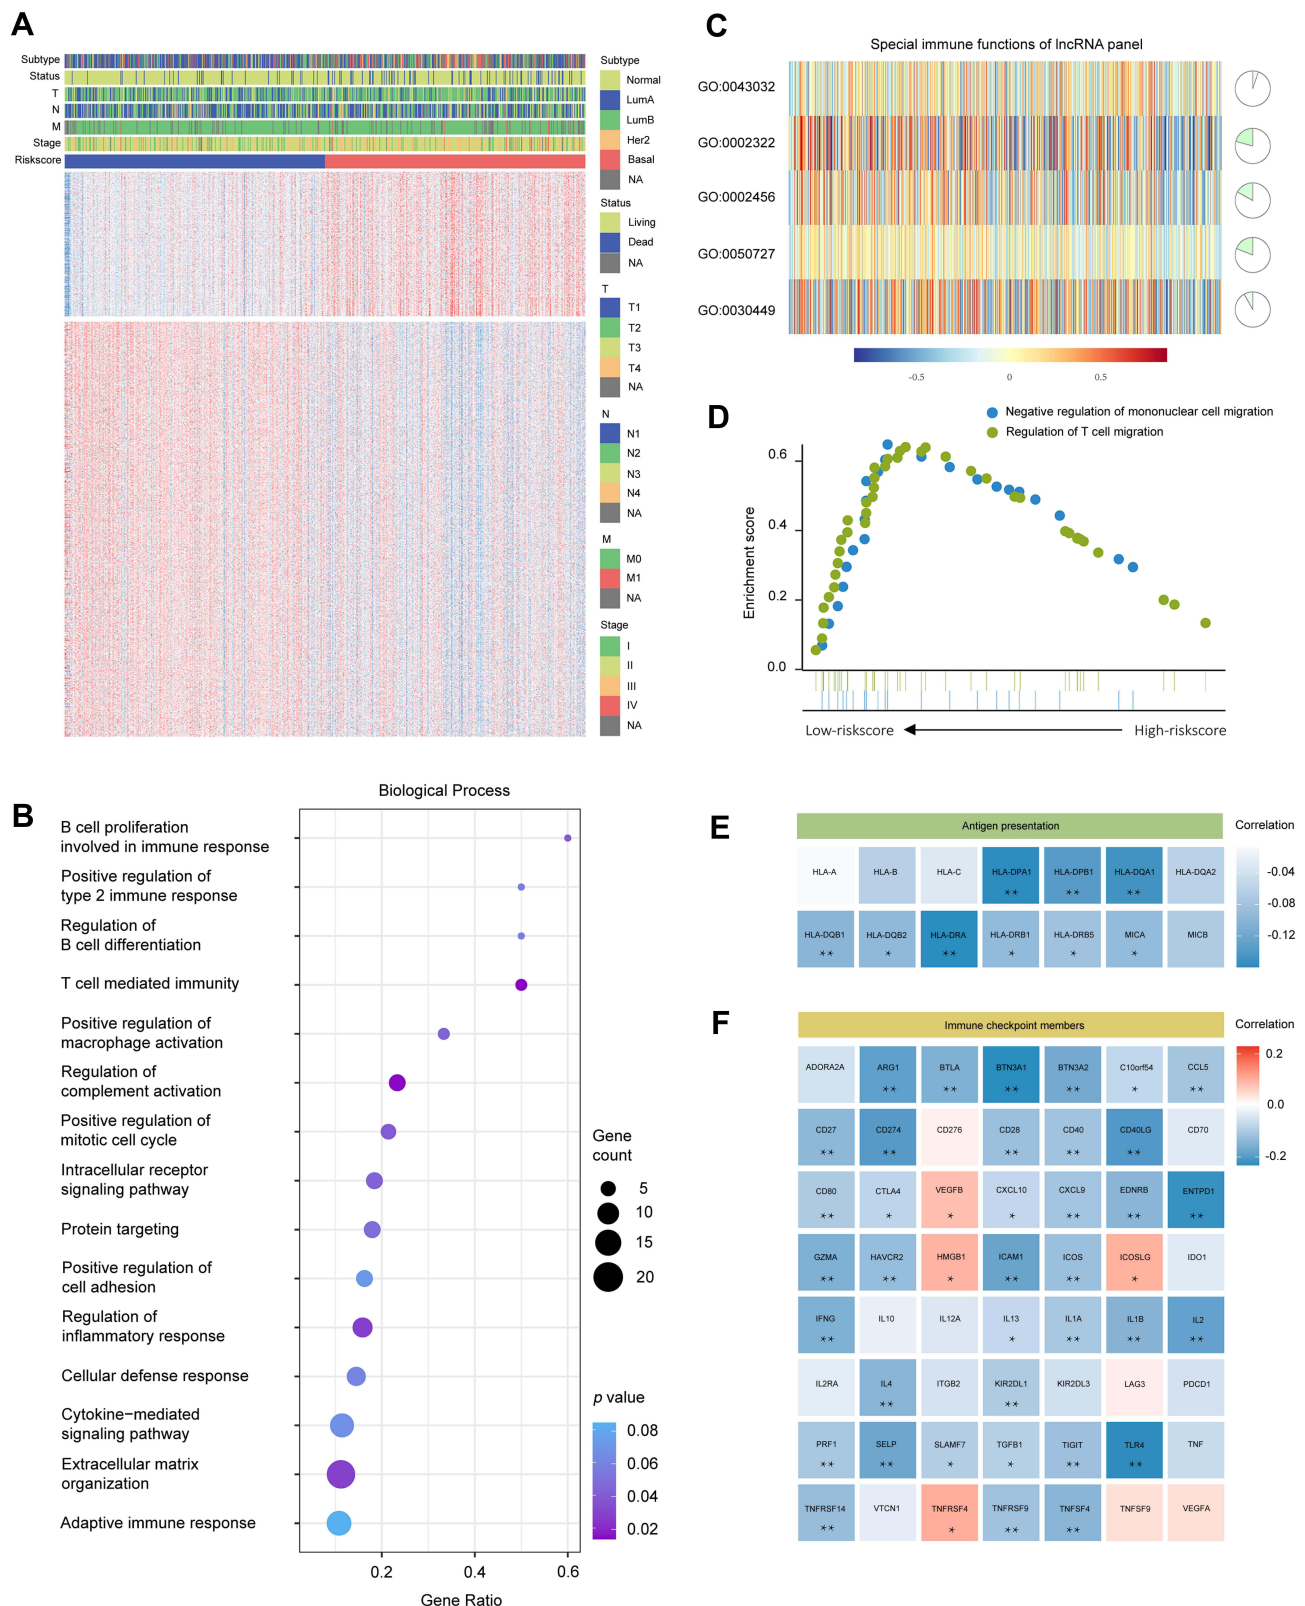 A
Subtype
Status
T
N
M
Stage
Riskscore
Subtype
Normal
LumA
LumB
Her2
Basal
NA
Status
Living
Dead
NA
T
T1
T2
T3
T4
NA
N
N1
N2
N3
N4
NA
M
M0
M1
NA
Stage
I
II
III
IV
NA
B
Biological Process
B cell proliferation
involved in immune response
Positive regulation of
type 2 immune response
Regulation of
B cell differentiation
T cell mediated immunity
Positive regulation of
macrophage activation
Regulation of
complement activation
Positive regulation of
mitotic cell cycle
Intracellular receptor
signaling pathway
Protein targeting
Positive regulation of
cell adhesion
Regulation of
inflammatory response
Cellular defense response
Cytokine−mediated
signaling pathway
Extracellular matrix
organization
Adaptive immune response
0.2 0.4 0.6
Gene Ratio
Gene
count
5
10
15
20
p value
0.08
0.06
0.04
0.02
C
Special immune functions of lncRNA panel
GO:0043032
GO:0002322
GO:0002456
GO:0050727
GO:0030449
-0.5 0 0.5
D
Negative regulation of mononuclear cell migration
Regulation of T cell migration
Enrichment score
0.6
0.4
0.2
0.0
Low-riskscore High-riskscore
E
Antigen presentation
Correlation
HLA-A HLA-B HLA-C HLA-DPA1 HLA-DPB1 HLA-DQA1 HLA-DQA2
** ** **
HLA-DQB1 HLA-DQB2 HLA-DRA HLA-DRB1 HLA-DRB5 MICA MICB
** * ** * * *
-0.04
-0.08
-0.12
F
Immune checkpoint members
Correlation
ADORA2A ARG1 BTLA BTN3A1 BTN3A2 C10orf54 CCL5
** ** ** ** * **
CD27 CD274 CD276 CD28 CD40 CD40LG CD70
** ** ** ** **
CD80 CTLA4 VEGFB CXCL10 CXCL9 EDNRB ENTPD1
** * * * ** ** **
GZMA HAVCR2 HMGB1 ICAM1 ICOS ICOSLG IDO1
** ** * ** ** *
IFNG IL10 IL12A IL13 IL1A IL1B IL2
** * ** ** **
IL2RA IL4 ITGB2 KIR2DL1 KIR2DL3 LAG3 PDCD1
** **
PRF1 SELP SLAMF7 TGFB1 TIGIT TLR4 TNF
** ** * * ** **
TNFRSF14 VTCN1 TNFRSF4 TNFRSF9 TNFSF4 TNFSF9 VEGFA
** * ** **
0.2
0.0
-0.2